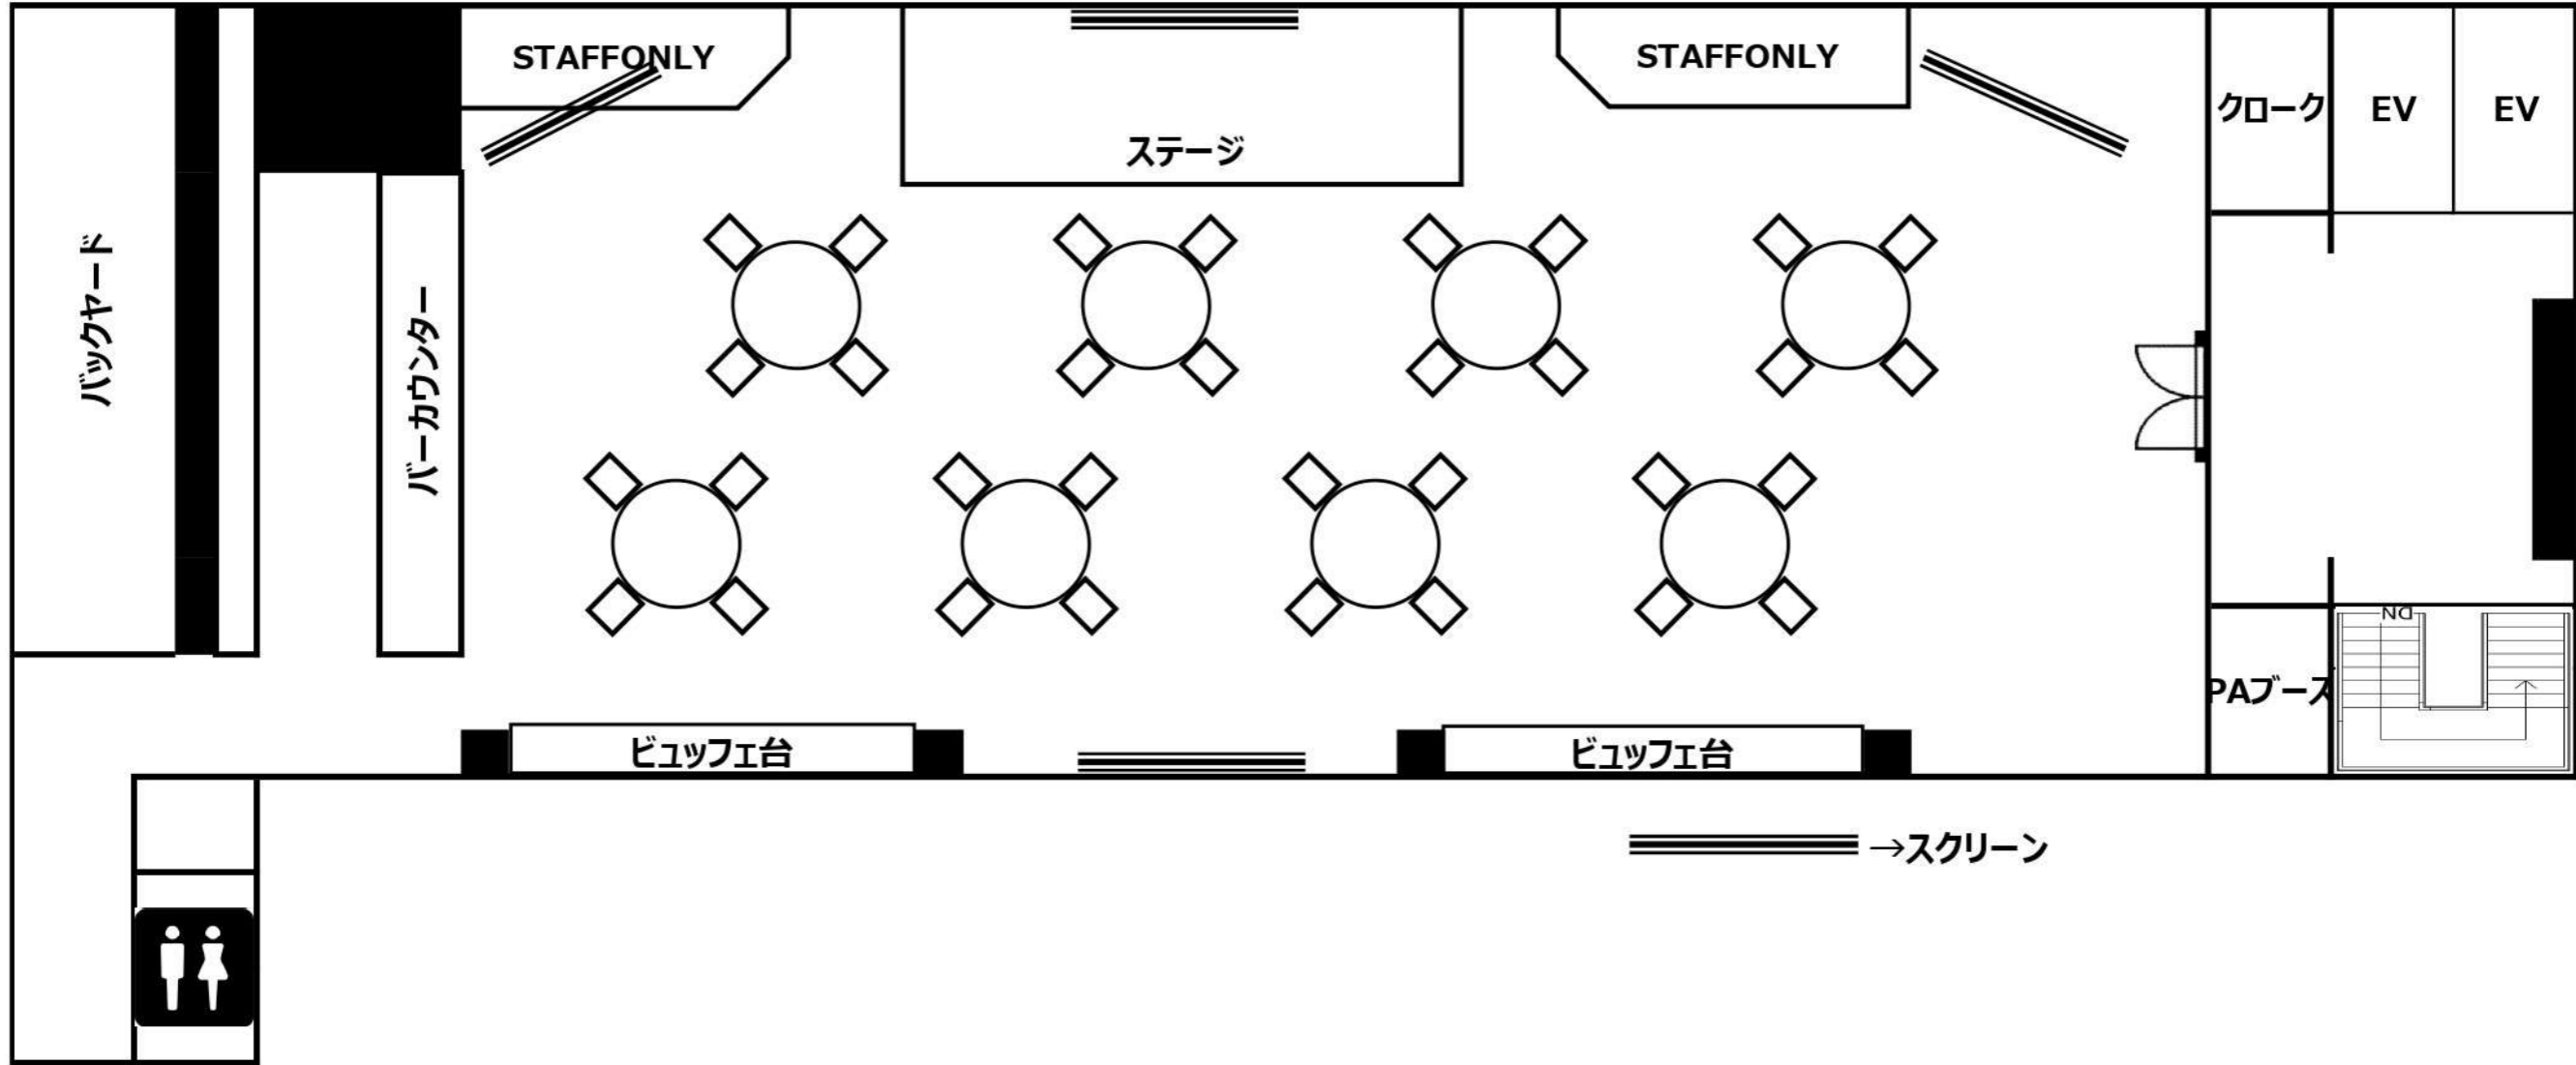 STAFFONLY
STAFFONLY
ステージ
クローク
EV
EV
バックヤード
バーカウンター
DN
PAブース
ビュッフェ台
ビュッフェ台
→スクリーン